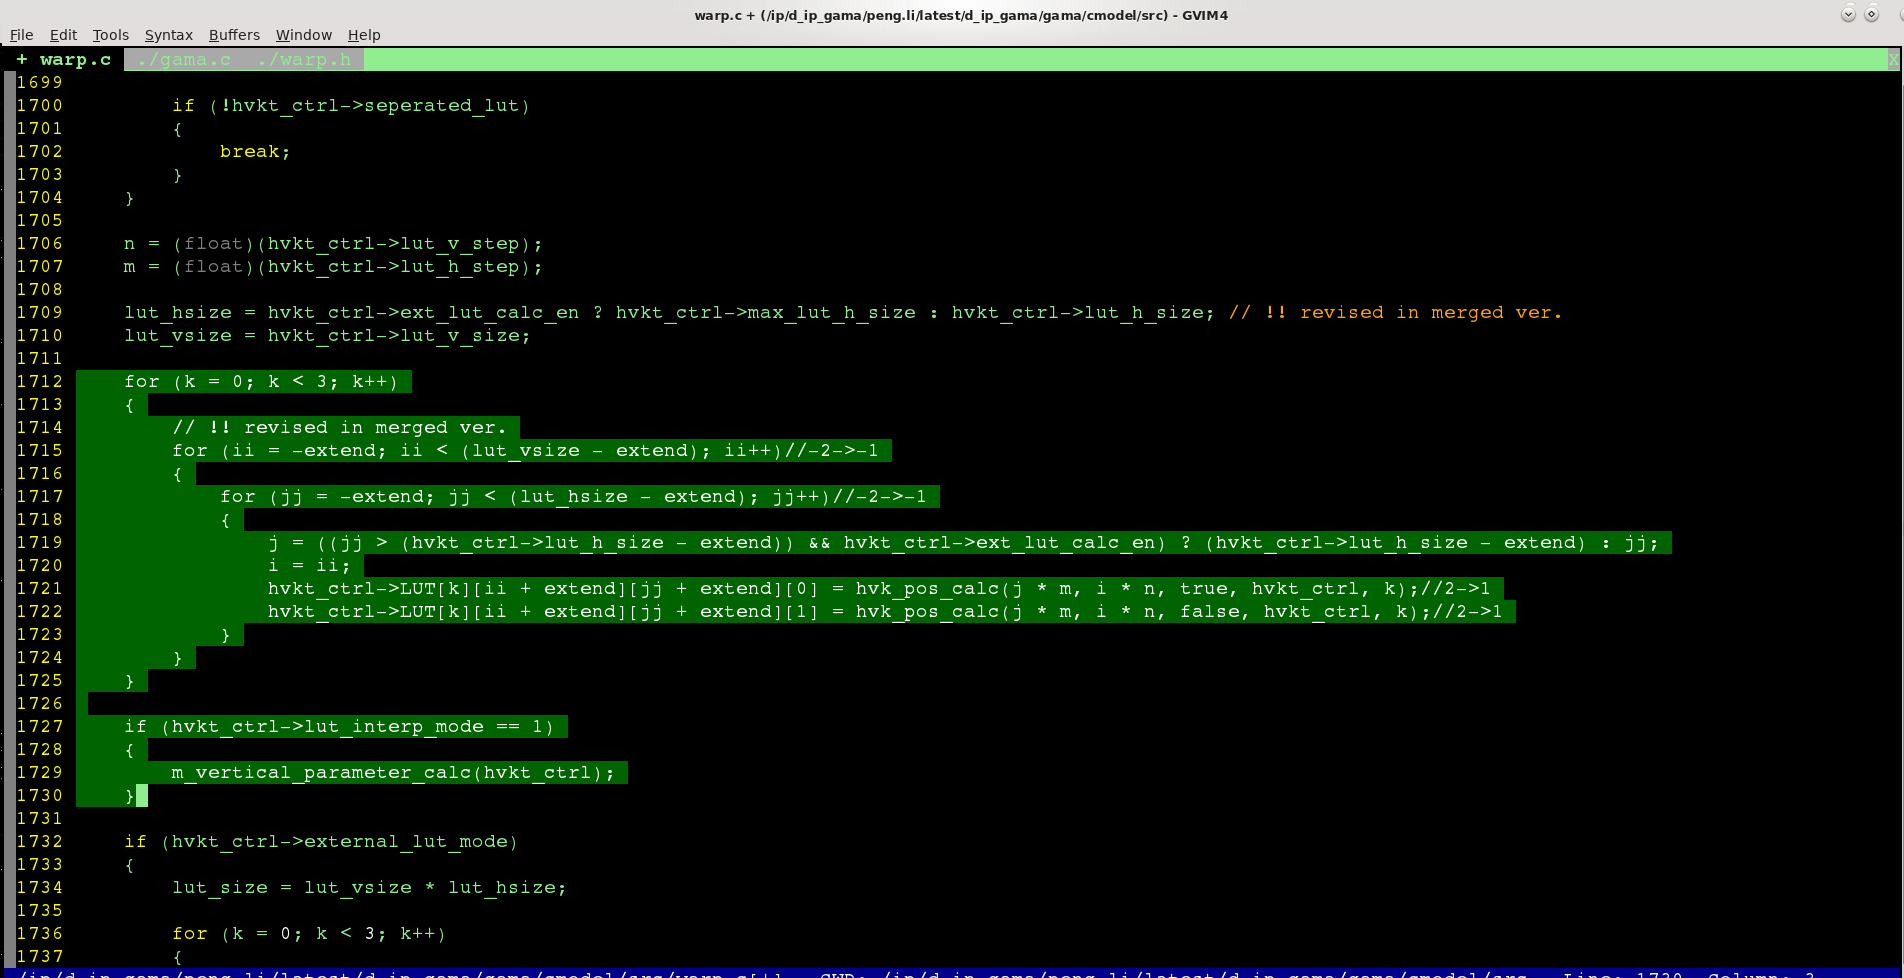 warp.c + (/ip/d_ip_gama/peng.li/latest/d_ip_gama/gama/cmodel/src) - GVIM4
File Edit Tools Syntax Buffers Window Help
+ warp.c ./gama.c ./warp.h X
1699
1700         if (!hvkt_ctrl->seperated_lut)
1701         {
1702             break;
1703         }
1704     }
1705
1706     n = (float)(hvkt_ctrl->lut_v_step);
1707     m = (float)(hvkt_ctrl->lut_h_step);
1708
1709     lut_hsize = hvkt_ctrl->ext_lut_calc_en ? hvkt_ctrl->max_lut_h_size : hvkt_ctrl->lut_h_size; // !! revised in merged ver.
1710     lut_vsize = hvkt_ctrl->lut_v_size;
1711
1712     for (k = 0; k < 3; k++)
1713     {
1714         // !! revised in merged ver.
1715         for (ii = -extend; ii < (lut_vsize - extend); ii++)//-2->-1
1716         {
1717             for (jj = -extend; jj < (lut_hsize - extend); jj++)//-2->-1
1718             {
1719                 j = ((jj > (hvkt_ctrl->lut_h_size - extend)) && hvkt_ctrl->ext_lut_calc_en) ? (hvkt_ctrl->lut_h_size - extend) : jj;
1720                 i = ii;
1721                 hvkt_ctrl->LUT[k][ii + extend][jj + extend][0] = hvk_pos_calc(j * m, i * n, true, hvkt_ctrl, k);//2->1
1722                 hvkt_ctrl->LUT[k][ii + extend][jj + extend][1] = hvk_pos_calc(j * m, i * n, false, hvkt_ctrl, k);//2->1
1723             }
1724         }
1725     }
1726
1727     if (hvkt_ctrl->lut_interp_mode == 1)
1728     {
1729         m_vertical_parameter_calc(hvkt_ctrl);
1730     }
1731
1732     if (hvkt_ctrl->external_lut_mode)
1733     {
1734         lut_size = lut_vsize * lut_hsize;
1735
1736         for (k = 0; k < 3; k++)
1737         {